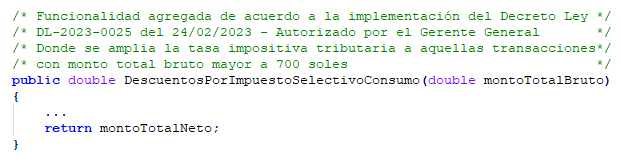 /* Funcionalidad agregada de acuerdo a la implementación del Decreto Ley */
/* DL-2023-0025 del 24/02/2023 - Autorizado por el Gerente General */
/* Donde se amplia la tasa impositiva tributaria a aquellas transacciones*/
/* con monto total bruto mayor a 700 soles */
public double DescuentosPorImpuestoSelectivoConsumo(double montoTotalBruto)
{
...
return montoTotalNeto;
}